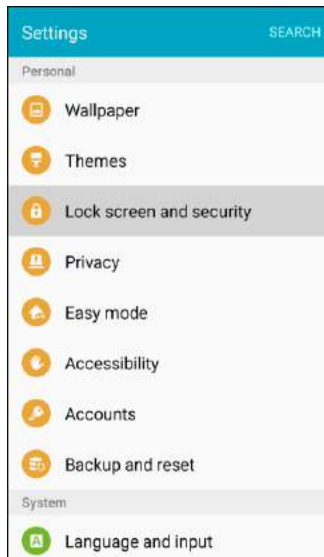 Settings
SEARCH
Personal
Wallpaper
Themes
Lock screen and security
Privacy
Easy mode
Accessibility
Accounts
Backup and reset
System
A
Language and input